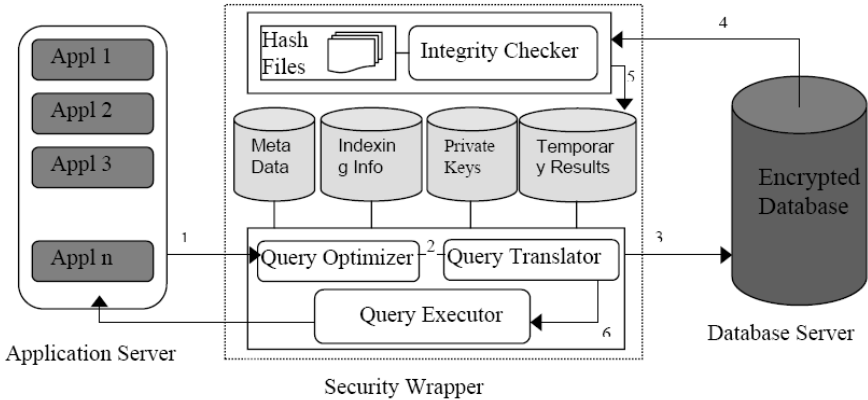 Appl 1
Appl 2
Appl 3
Appl n
Application Server
Hash
Files
Integrity Checker
4
5
Meta
Data
Indexin
g Info
Private
Keys
Temporar
y Results
Encrypted
Database
1
Query Optimizer
2
Query Translator
3
Query Executor
6
Database Server
Security Wrapper